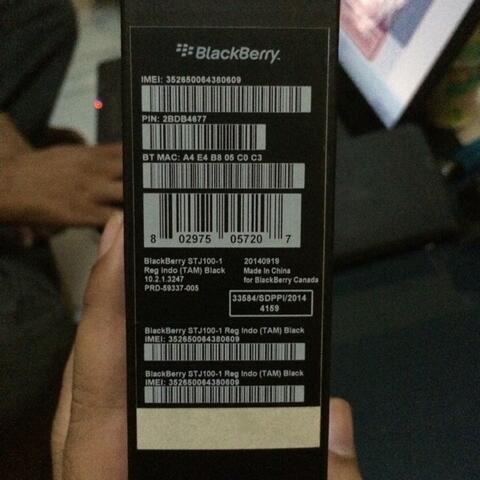 BlackBerry.
IMEI: 352650064380609
PIN: 2BDB4677
BT MAC: A4 E4 B8 05 C0 C3
8 02975 05720 7
BlackBerry STJ100-1
Reg Indo (TAM) Black
10.2.1.3247
PRD-59337-005
20140919
Made In China
for BlackBerry Canada
33584/SDPPI/2014
4159
BlackBerry STJ100-1 Reg Indo (TAM) Black
IMEI: 352650064380609
BlackBerry STJ100-1 Reg Indo (TAM) Black
IMEI: 352650064380609